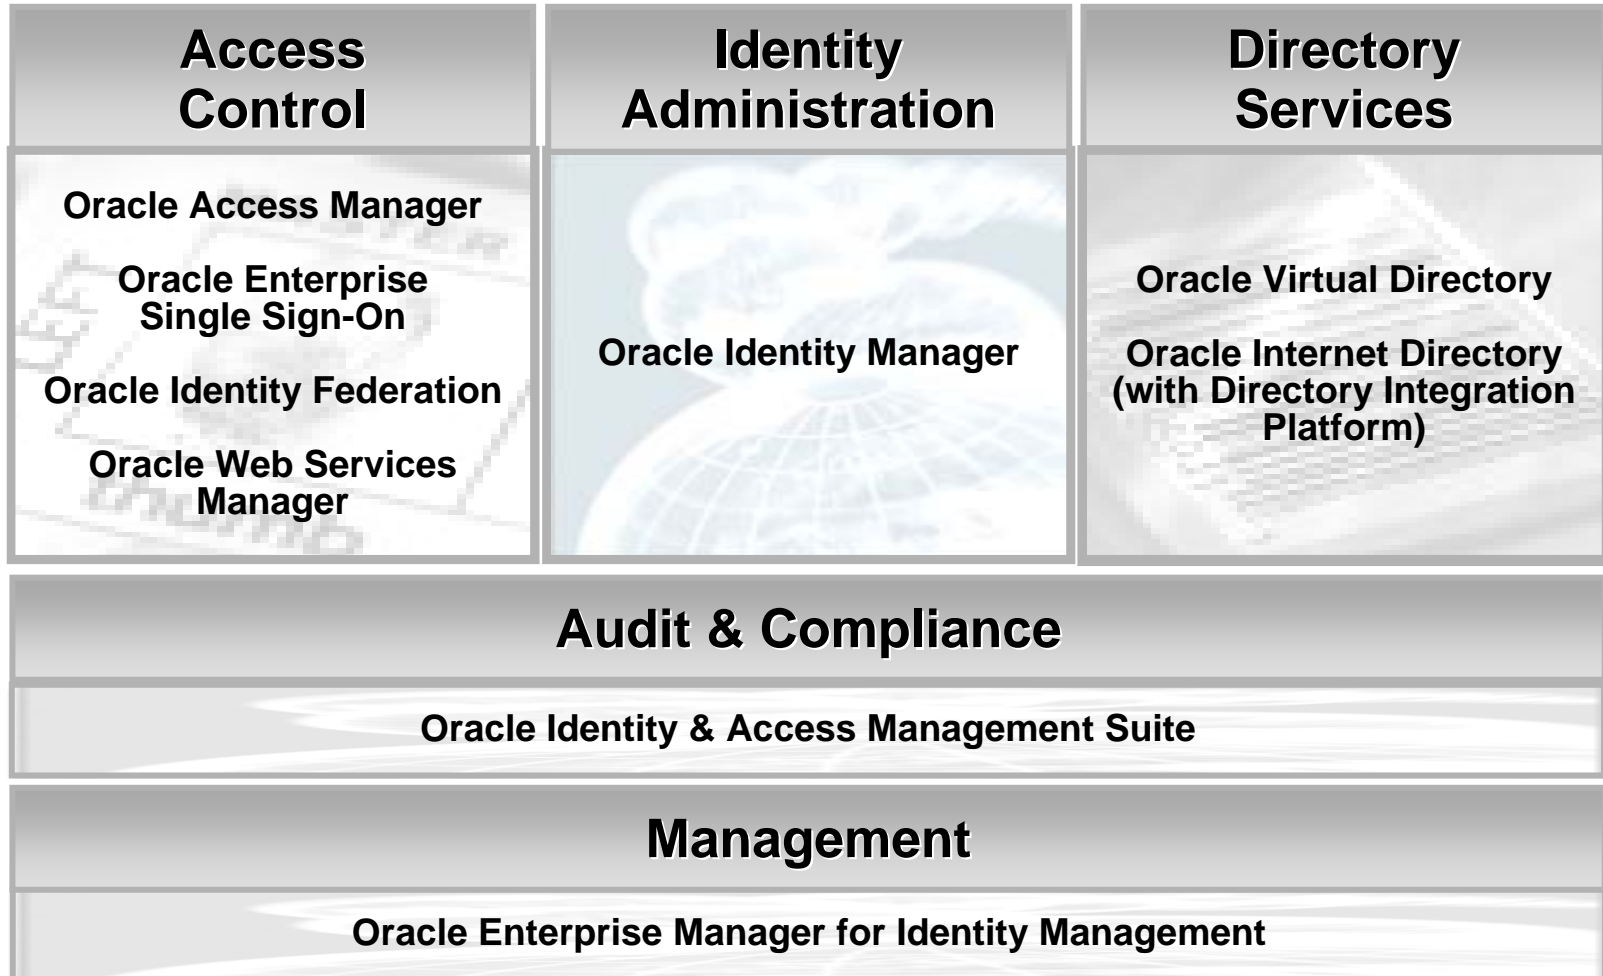 Access
Control
Oracle Access Manager
Oracle Enterprise
Single Sign-On
Oracle Identity Federation
Oracle Web Services
Manager
Identity
Administration
Oracle Identity Manager
Directory
Services
Oracle Virtual Directory
Oracle Internet Directory
(with Directory Integration
Platform)
Audit & Compliance
Oracle Identity & Access Management Suite
Management
Oracle Enterprise Manager for Identity Management